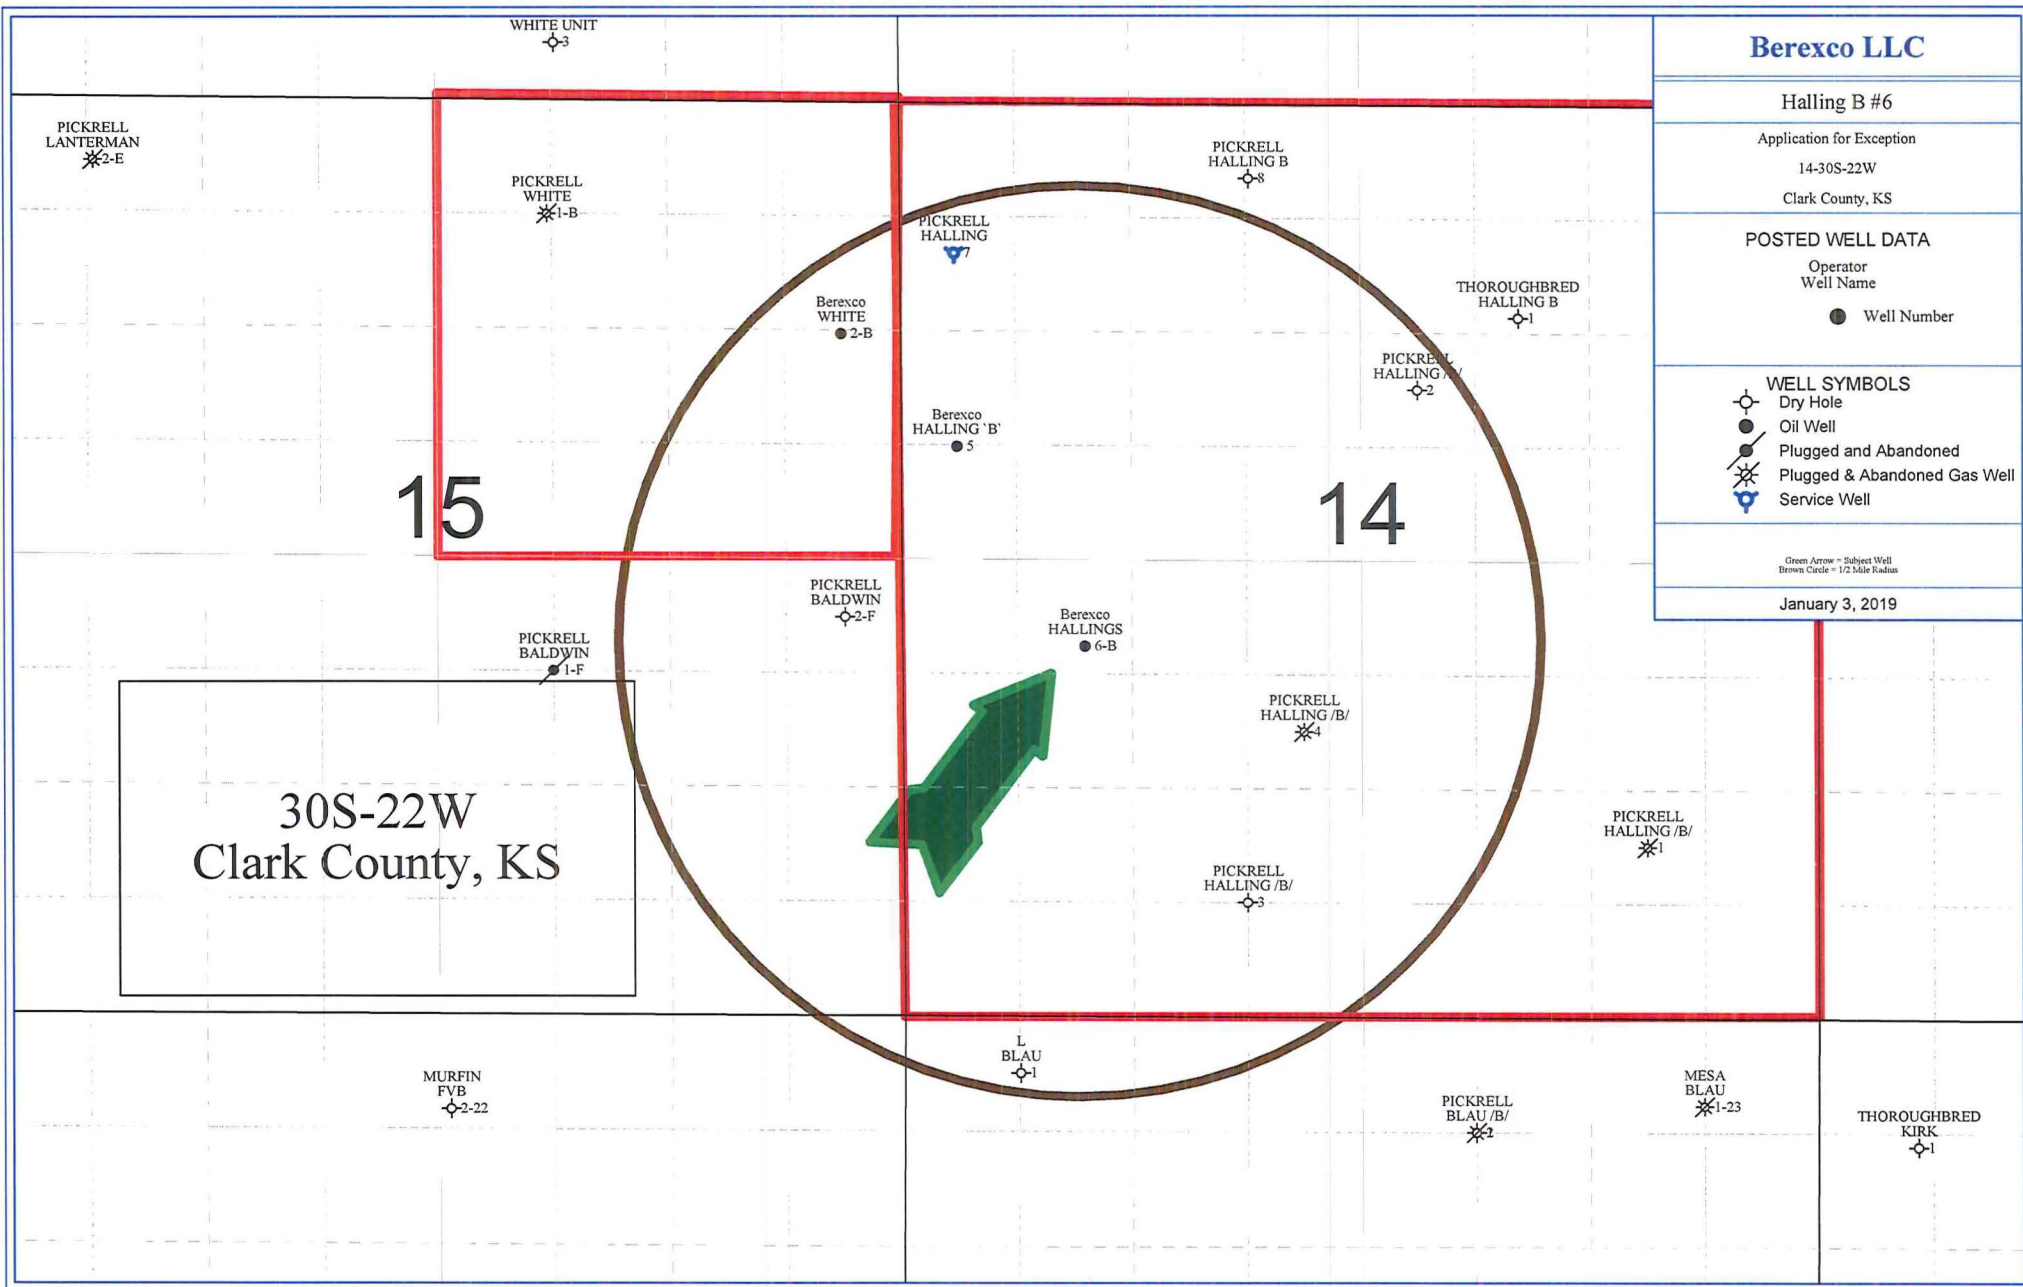 WHITE UNIT
3
PICKRELL
LANTERMAN
2-E
PICKRELL
WHITE
1-B
PICKRELL
HALLING B
8
PICKRELL
HALLING
7
Berexco
WHITE
2-B
THOROUGHBRED
HALLING B
1
PICKRELL
2
Berexco
HALLING `B`
5
15
14
PICKRELL
BALDWIN
2-F
PICKRELL
BALDWIN
1-F
Berexco
HALLINGS
6-B
PICKRELL
HALLING /B/
4
30S-22W
Clark County, KS
PICKRELL
HALLING /B/
1
PICKRELL
HALLING /B/
3
L
BLAU
1
MURFIN
FVB
2-22
PICKRELL
BLAU /B/
2
MESA
BLAU
1-23
THOROUGHBRED
KIRK
1
Berexco LLC
Halling B #6
Application for Exception
14-30S-22W
Clark County, KS
POSTED WELL DATA
Operator
Well Name
Well Number
WELL SYMBOLS
Dry Hole
Oil Well
Plugged and Abandoned
Plugged & Abandoned Gas Well
Service Well
Green Arrow = Subject Well
Brown Circle = 1/2 Mile Radius
January 3, 2019